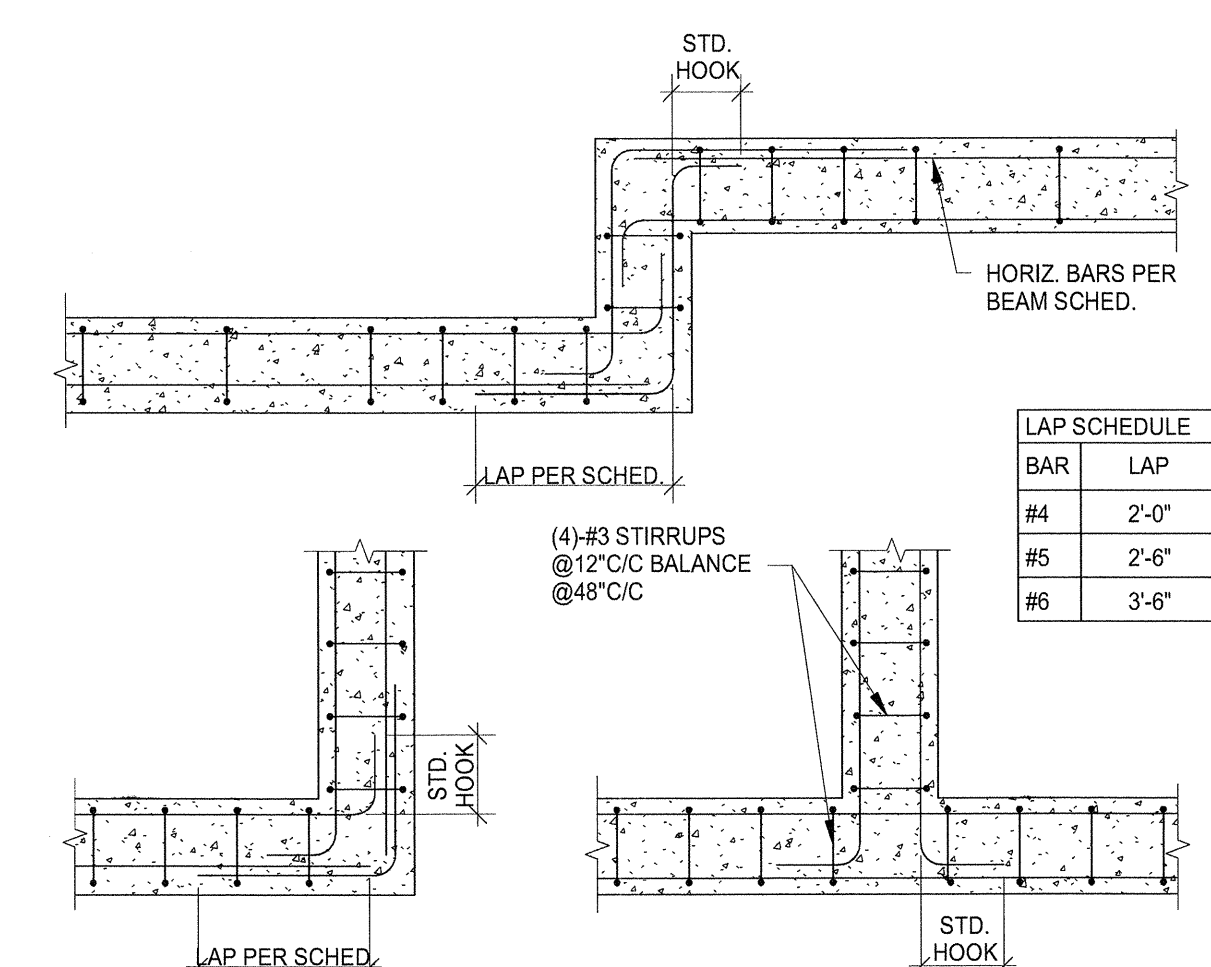 STD.
HOOK
HORIZ. BARS PER
BEAM SCHED.
LAP SCHEDULE
BAR LAP
#4 2'-0"
#5 2'-6"
#6 3'-6"
LAP PER SCHED.
(4)-#3 STIRRUPS
@12"C/C BALANCE
@48"C/C
STD.
HOOK
LAP PER SCHED.
STD.
HOOK